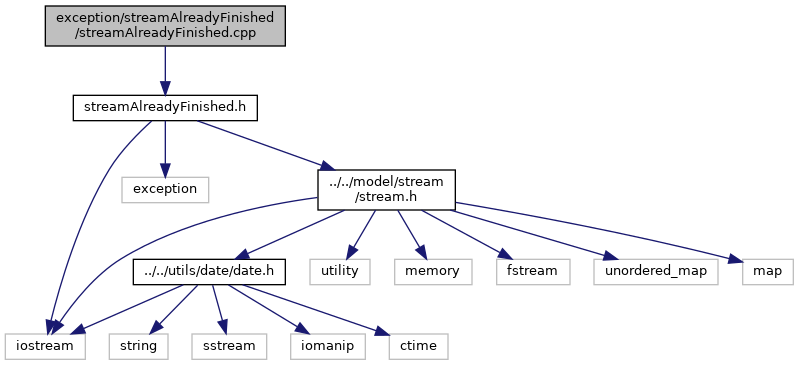 exception/streamAlreadyFinished
/streamAlreadyFinished.cpp
streamAlreadyFinished.h
exception
../../model/stream
/stream.h
../../utils/date/date.h
utility
memory
fstream
unordered_map
map
iostream
string
sstream
iomanip
ctime